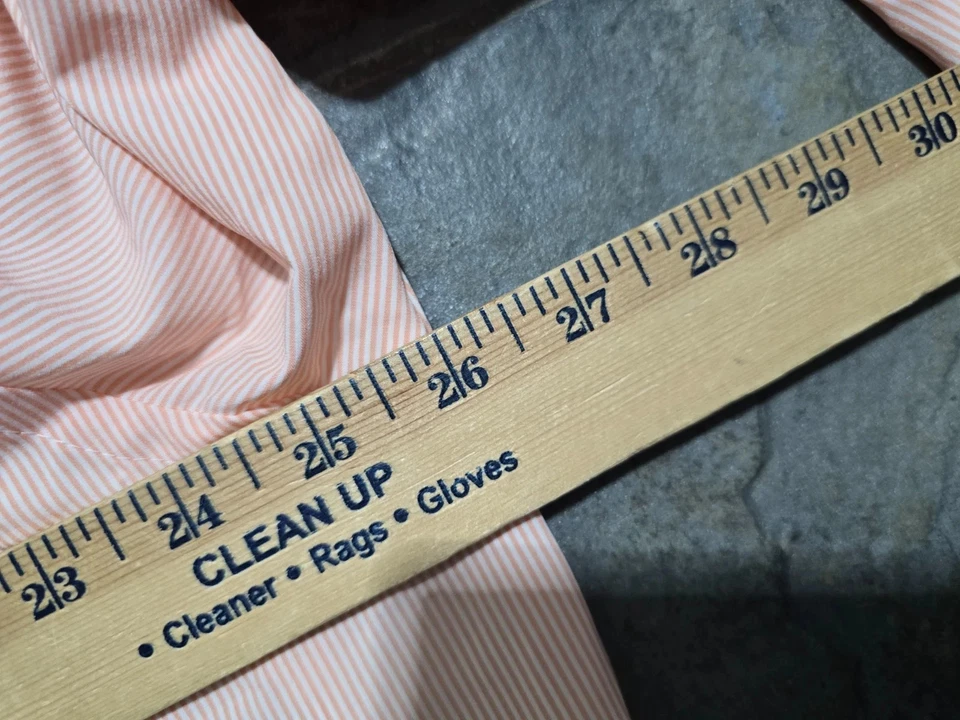 23 24 25 26 27 28 29 30
CLEAN UP
• Cleaner • Rags • Gloves